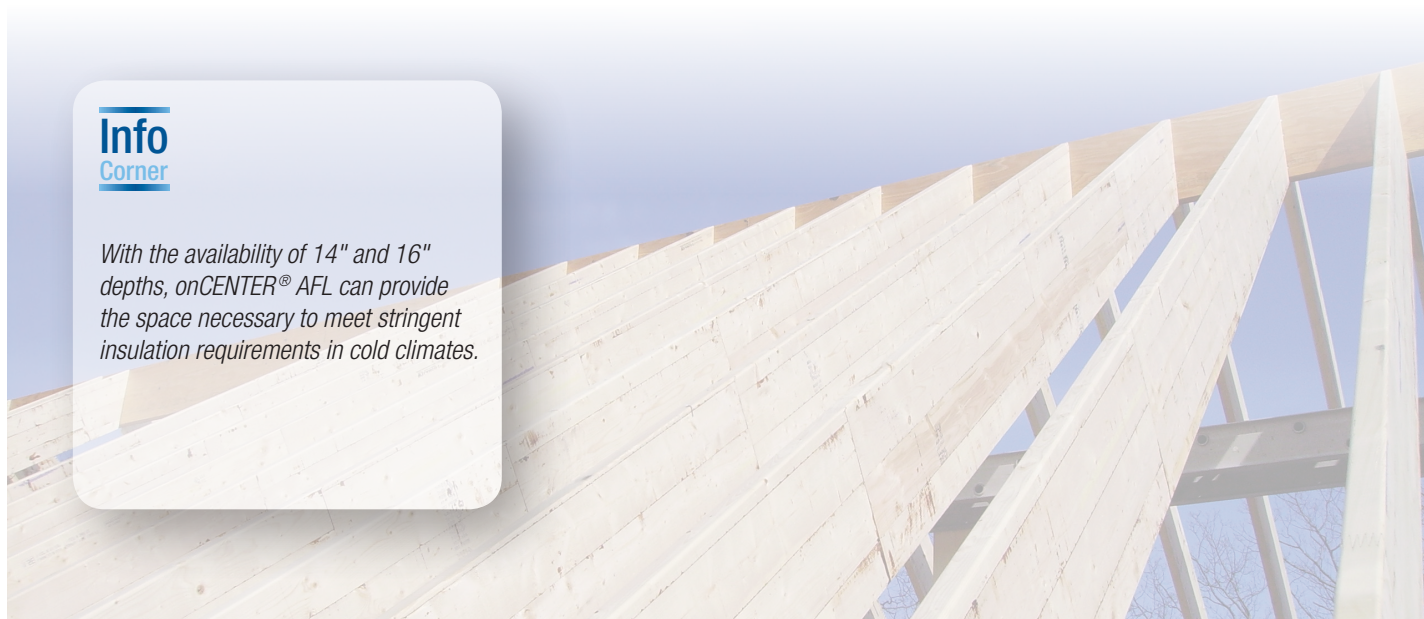 Info
Corner
With the availability of 14" and 16"
depths, onCENTER® AFL can provide
the space necessary to meet stringent
insulation requirements in cold climates.